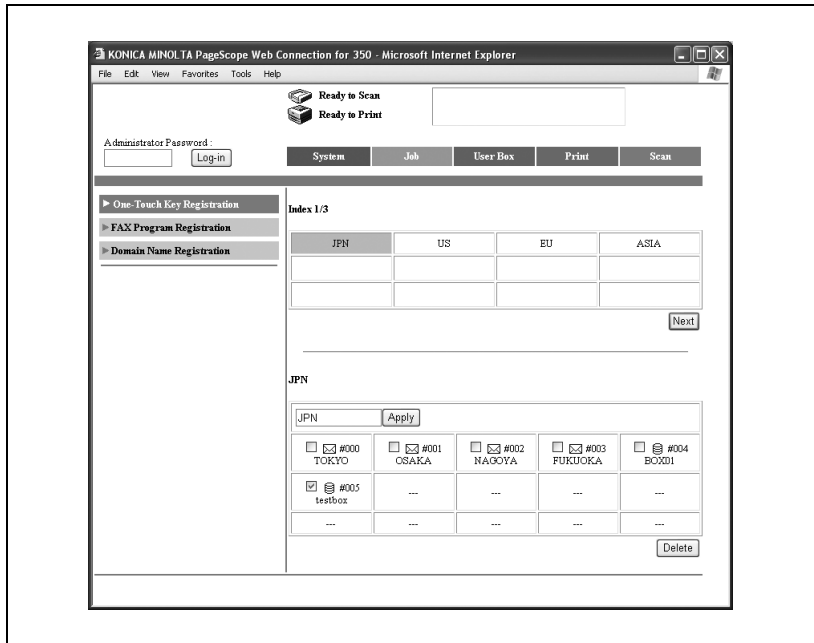 KONICA MINOLTA PageScope Web Connection for 350 - Microsoft Internet Explorer
File Edit View Favorites Tools Help
Ready to Scan
Ready to Print
Administrator Password :
Log-in
System Job User Box Print Scan
One-Touch Key Registration
FAX Program Registration
Domain Name Registration
Index 1/3
JPN US EU ASIA
Next
JPN
JPN Apply
#000 #001 #002 #003 #004
TOKYO OSAKA NAGOYA FUKUOKA BOX01
#005
testbox --- --- --- ---
--- --- --- --- ---
Delete